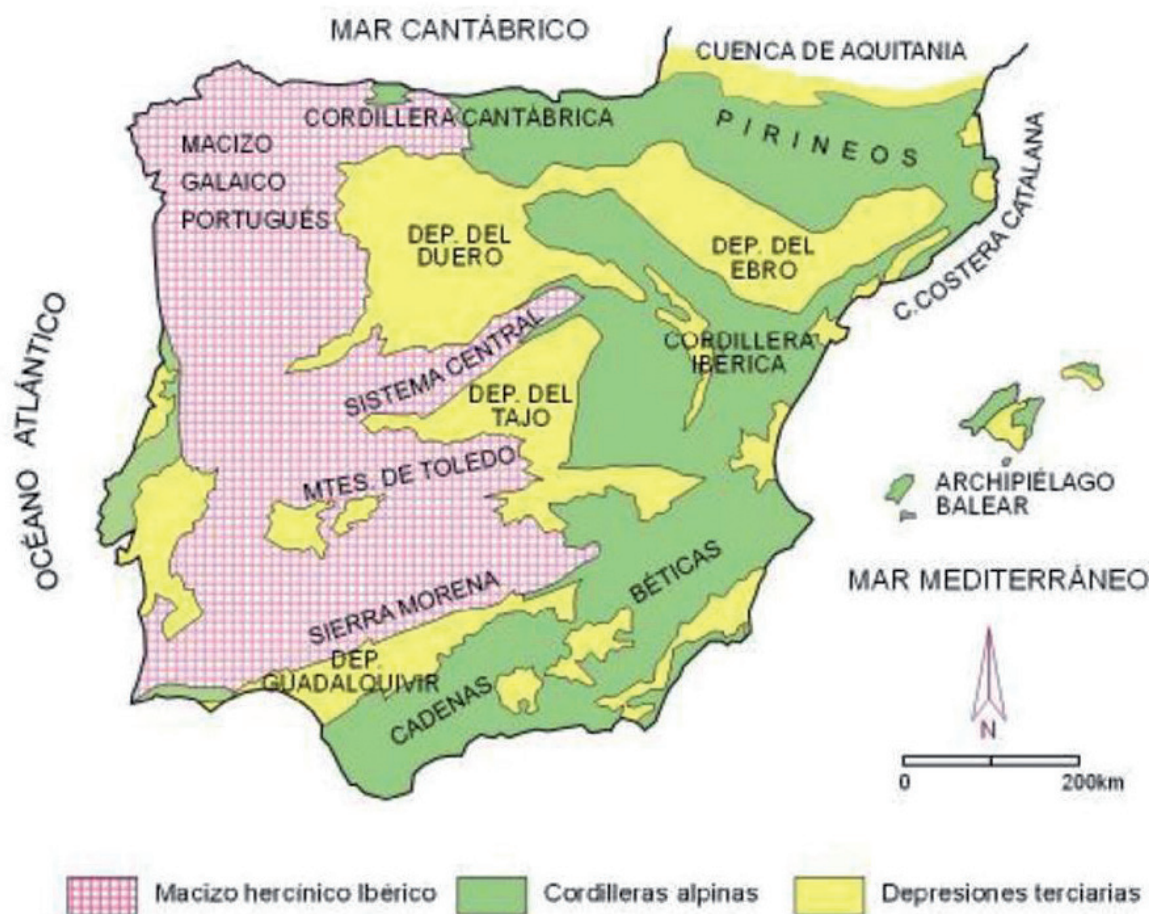 MAR CANTÁBRICO
CUENCA DE AQUITANIA
CORDILLERA CANTÁBRICA
PIRINEOS
MACIZO
GALAICO
PORTUGUÉS
C.COSTERA CATALANA
DEP. DEL
DUERO
DEP. DEL
EBRO
OCÉANO ATLÁNTICO
SISTEMA CENTRAL
CORDILLERA
IBÉRICA
DEP. DEL
TAJO
MTES. DE TOLEDO
ARCHIPIÉLAGO
BALEAR
MAR MEDITERRÁNEO
SIERRA MORENA
BÉTICAS
DEP.
GUADALQUIVIR
CADENAS
N
0 200km
Macizo hercínico Ibérico
Cordilleras alpinas
Depresiones terciarias